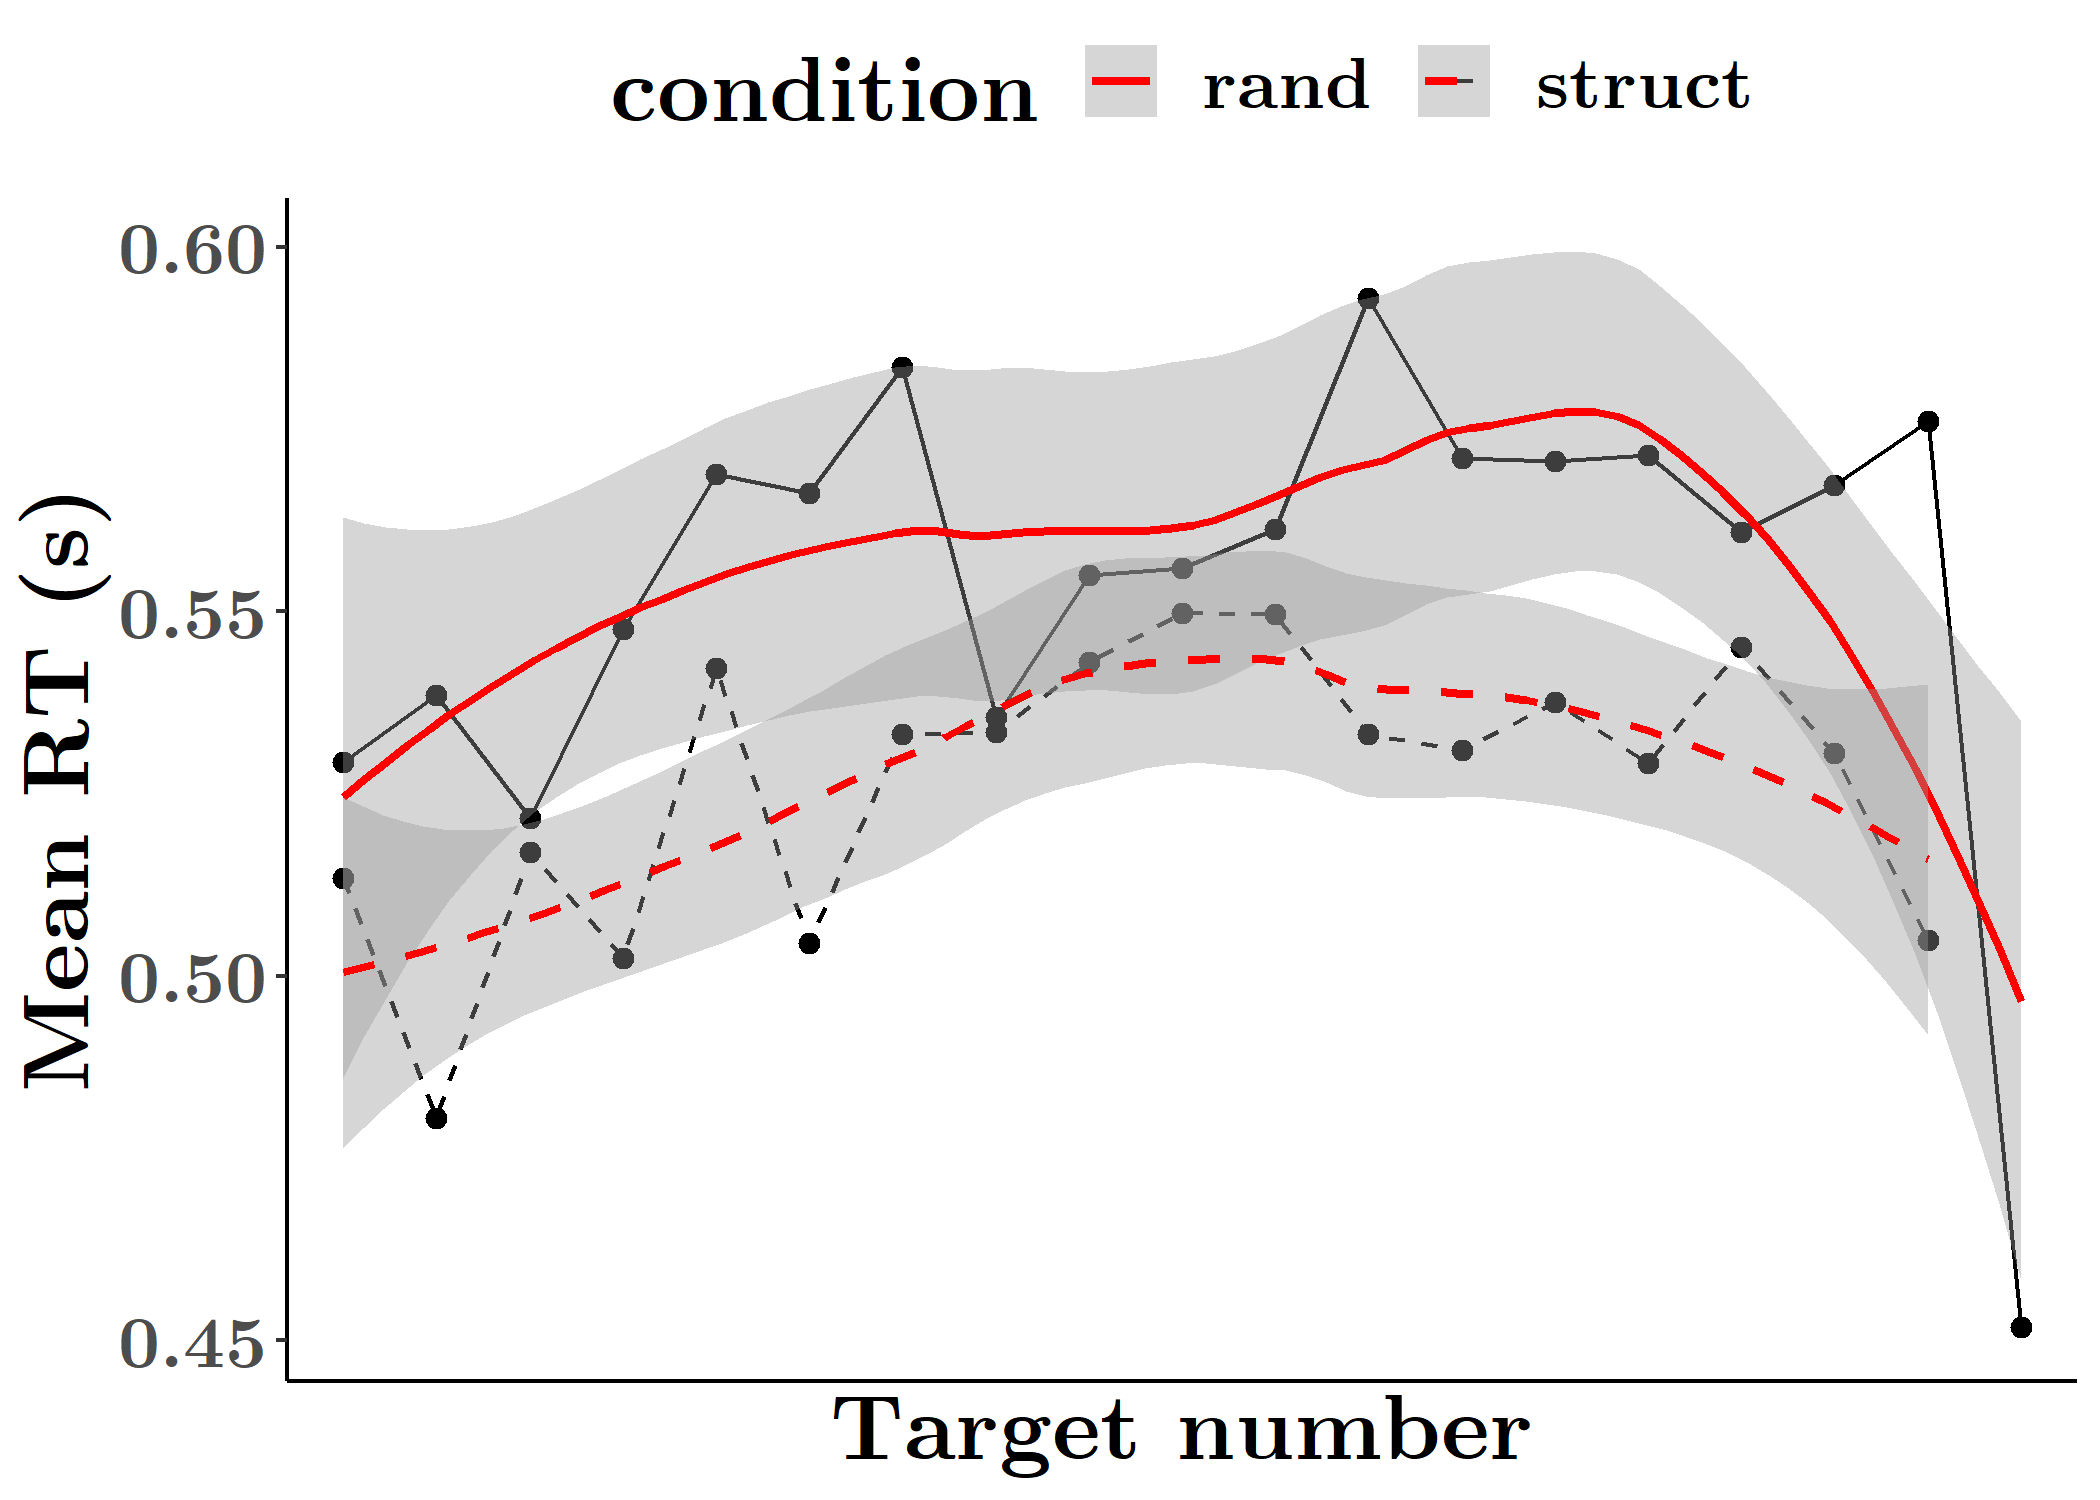 condition rand struct
Mean RT (s)
0.60
0.55
0.50
0.45
Target number